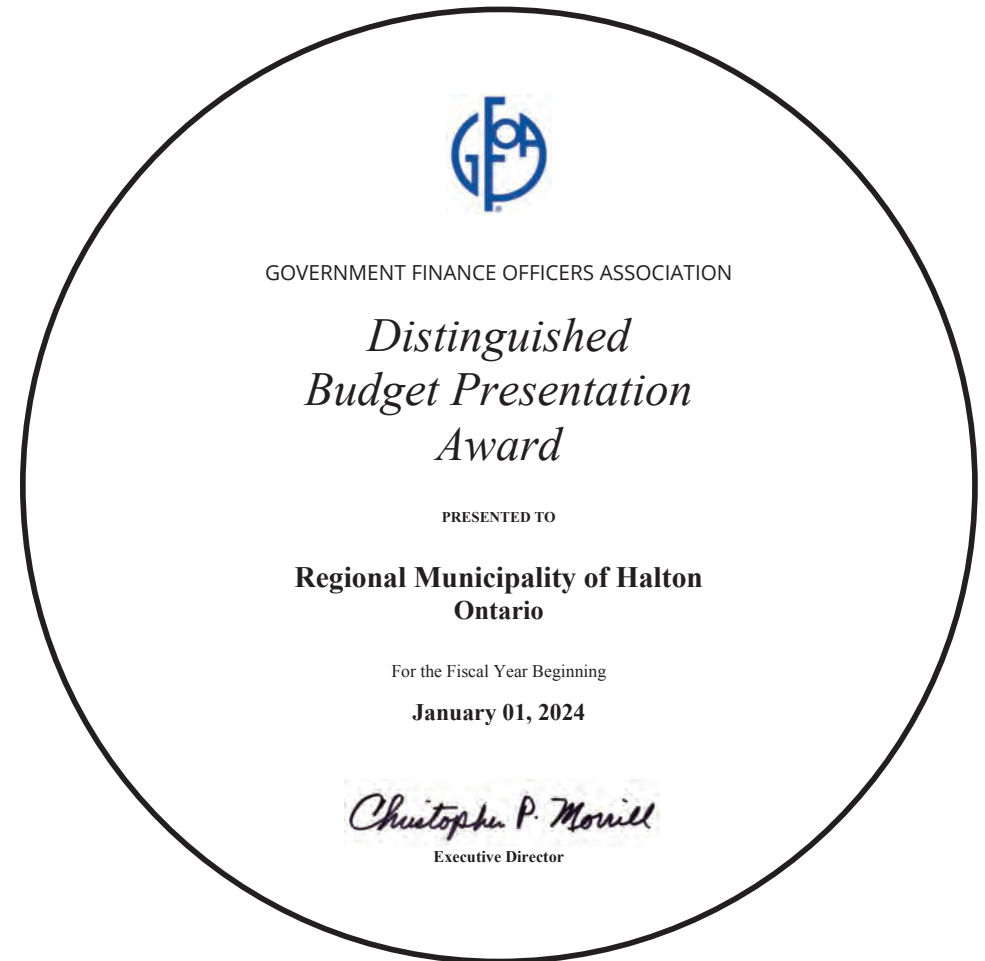 GFOA
GOVERNMENT FINANCE OFFICERS ASSOCIATION
Distinguished
Budget Presentation
Award
PRESENTED TO
Regional Municipality of Halton
Ontario
For the Fiscal Year Beginning
January 01, 2024
Christopher P. Morrill
Executive Director